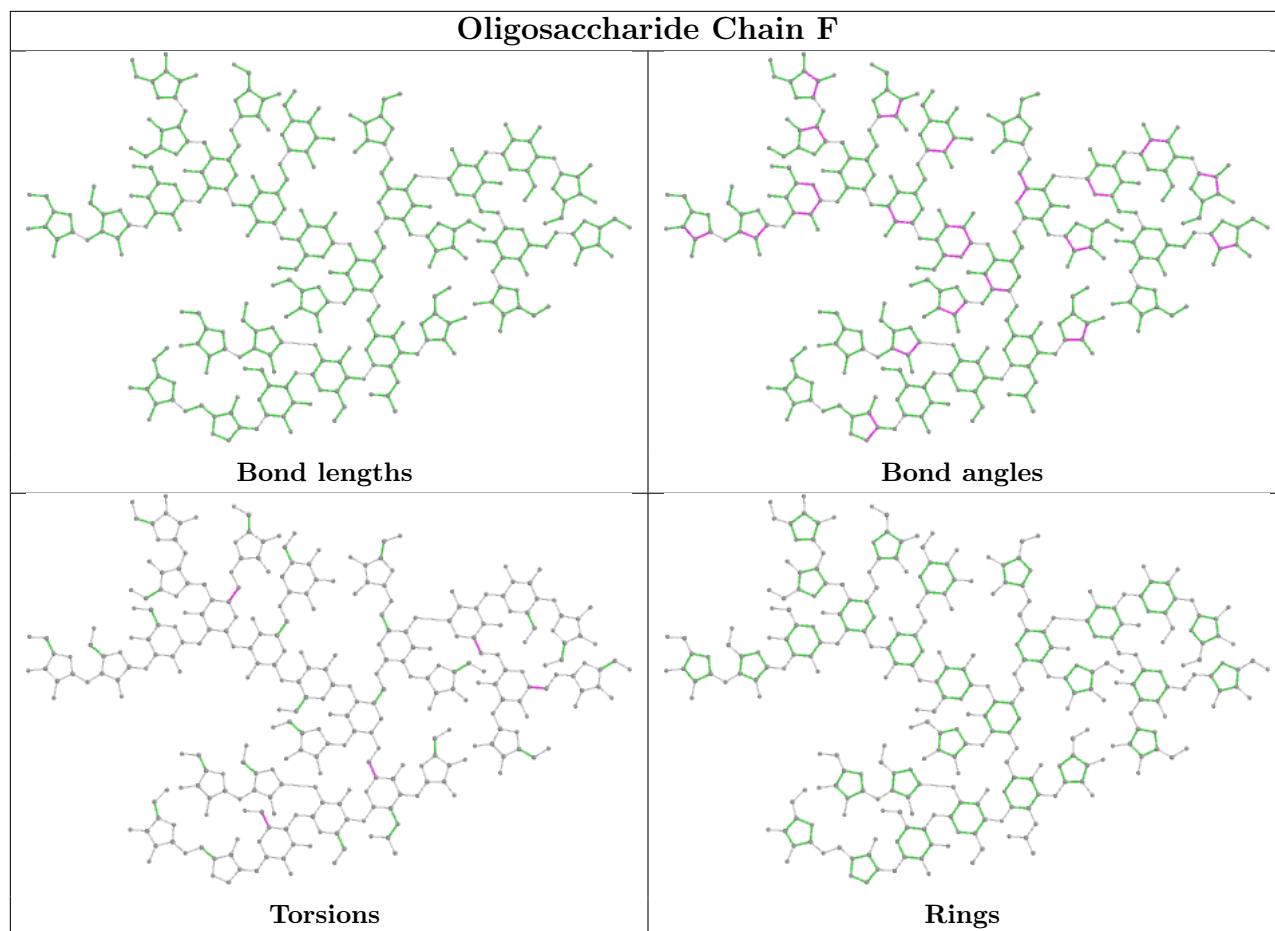 Oligosaccharide Chain F
Bond lengths
Bond angles
Torsions
Rings